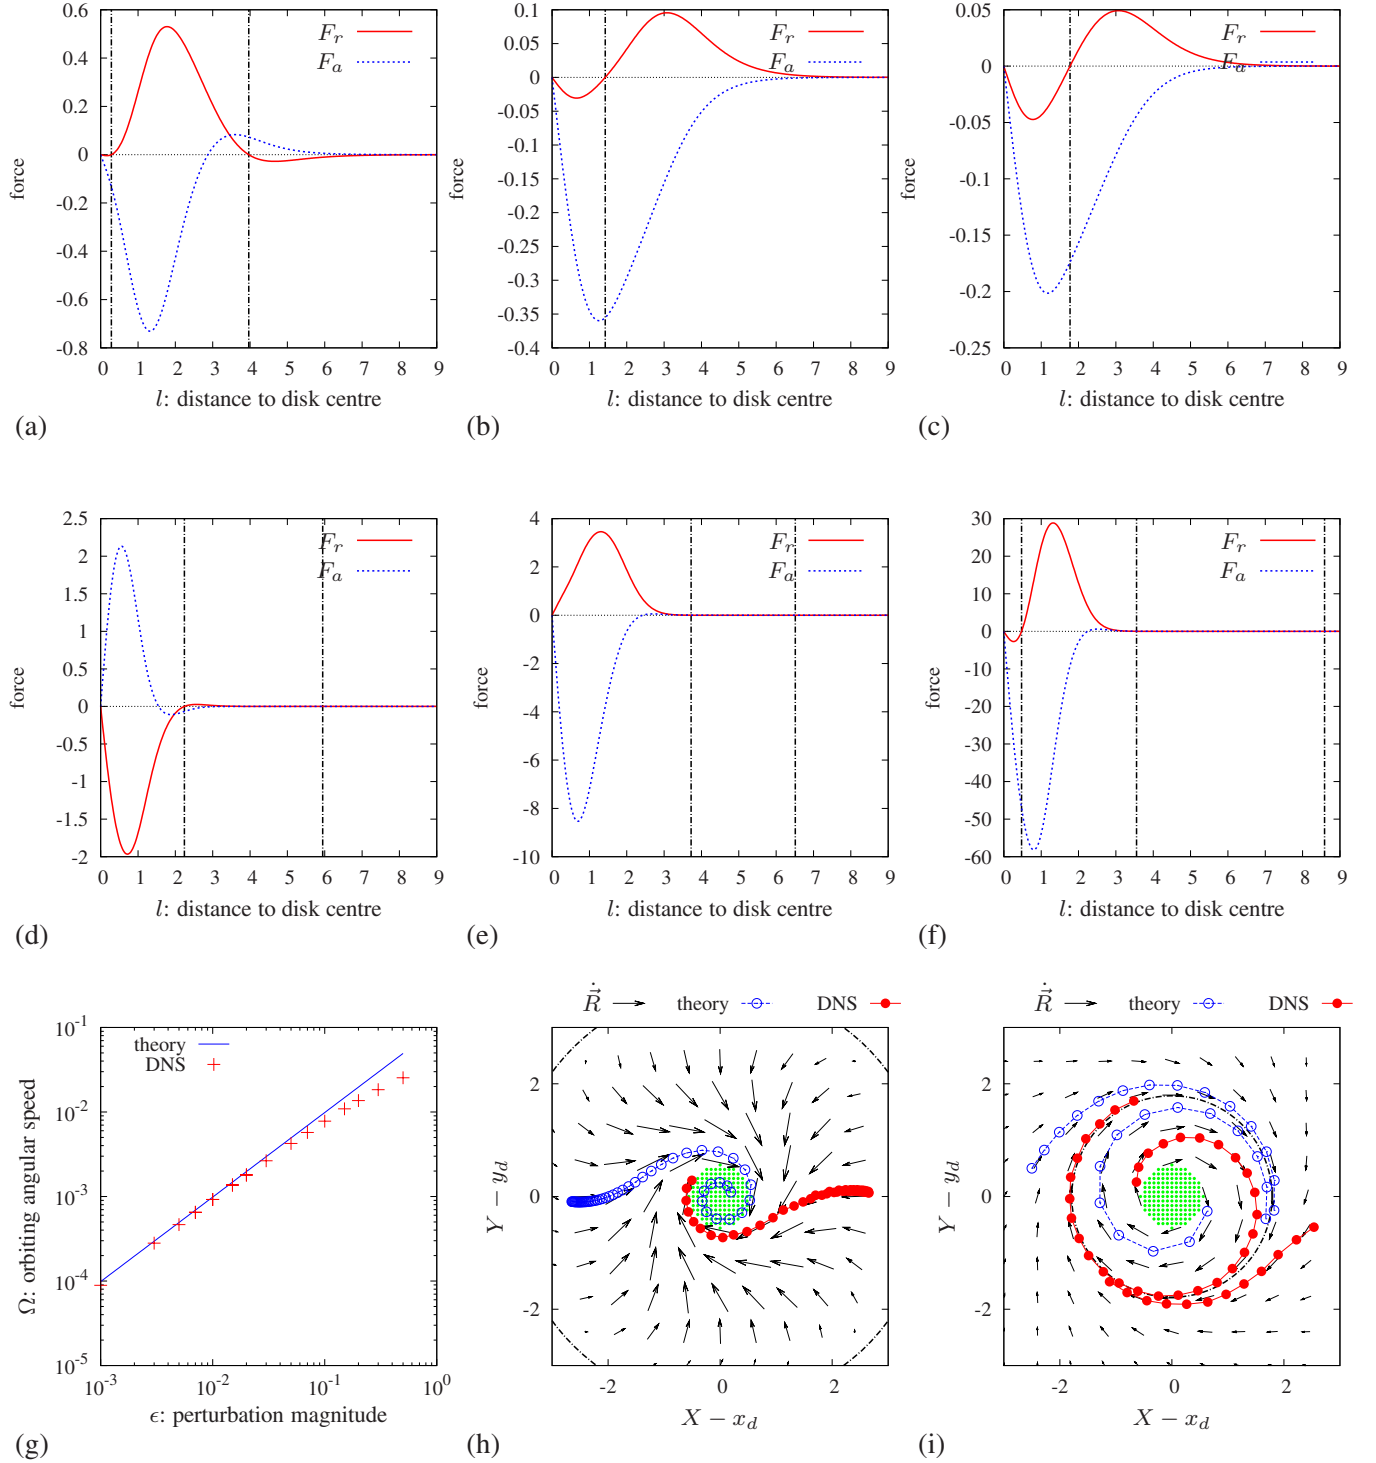 0.6
0.4
0.2
0
-0.2
-0.4
-0.6
-0.8
force
F_r
F_a
0 1 2 3 4 5 6 7 8 9
l: distance to disk centre
(a)
0.1
0.05
0
-0.05
-0.1
-0.15
-0.2
-0.25
-0.3
-0.35
-0.4
force
F_r
F_a
0 1 2 3 4 5 6 7 8 9
l: distance to disk centre
(b)
0.05
0
-0.05
-0.1
-0.15
-0.2
-0.25
force
F_r
F_a
0 1 2 3 4 5 6 7 8 9
l: distance to disk centre
(c)
2.5
2
1.5
1
0.5
0
-0.5
-1
-1.5
-2
force
F_r
F_a
0 1 2 3 4 5 6 7 8 9
l: distance to disk centre
(d)
4
2
0
-2
-4
-6
-8
-10
force
F_r
F_a
0 1 2 3 4 5 6 7 8 9
l: distance to disk centre
(e)
30
20
10
0
-10
-20
-30
-40
-50
-60
force
F_r
F_a
0 1 2 3 4 5 6 7 8 9
l: distance to disk centre
(f)
10^-1
10^-2
10^-3
10^-4
10^-5
Ω: orbiting angular speed
theory
DNS
10^-3 10^-2 10^-1 10^0
ϵ: perturbation magnitude
(g)
\dot{\vec{R}} theory DNS
2
0
-2
Y − y_d
-2 0 2
X − x_d
(h)
\dot{\vec{R}} theory DNS
2
0
-2
Y − y_d
-2 0 2
X − x_d
(i)